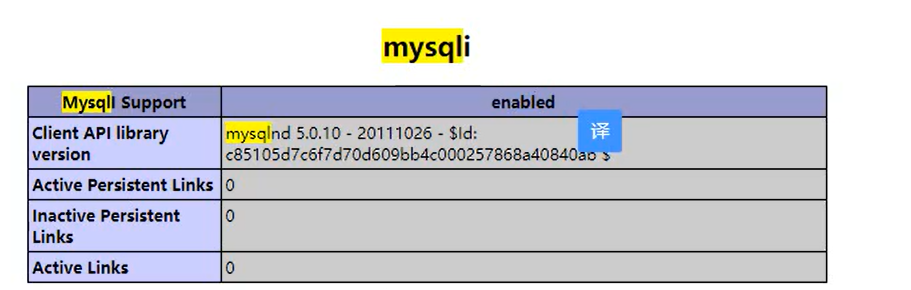 mysqli
MysqlI Support enabled
Client API library
version
mysqlnd 5.0.10 - 20111026 - $Id:
c85105d7c6f7d70d609bb4c000257868a40840ab $
译
Active Persistent Links 0
Inactive Persistent
Links
0
Active Links 0